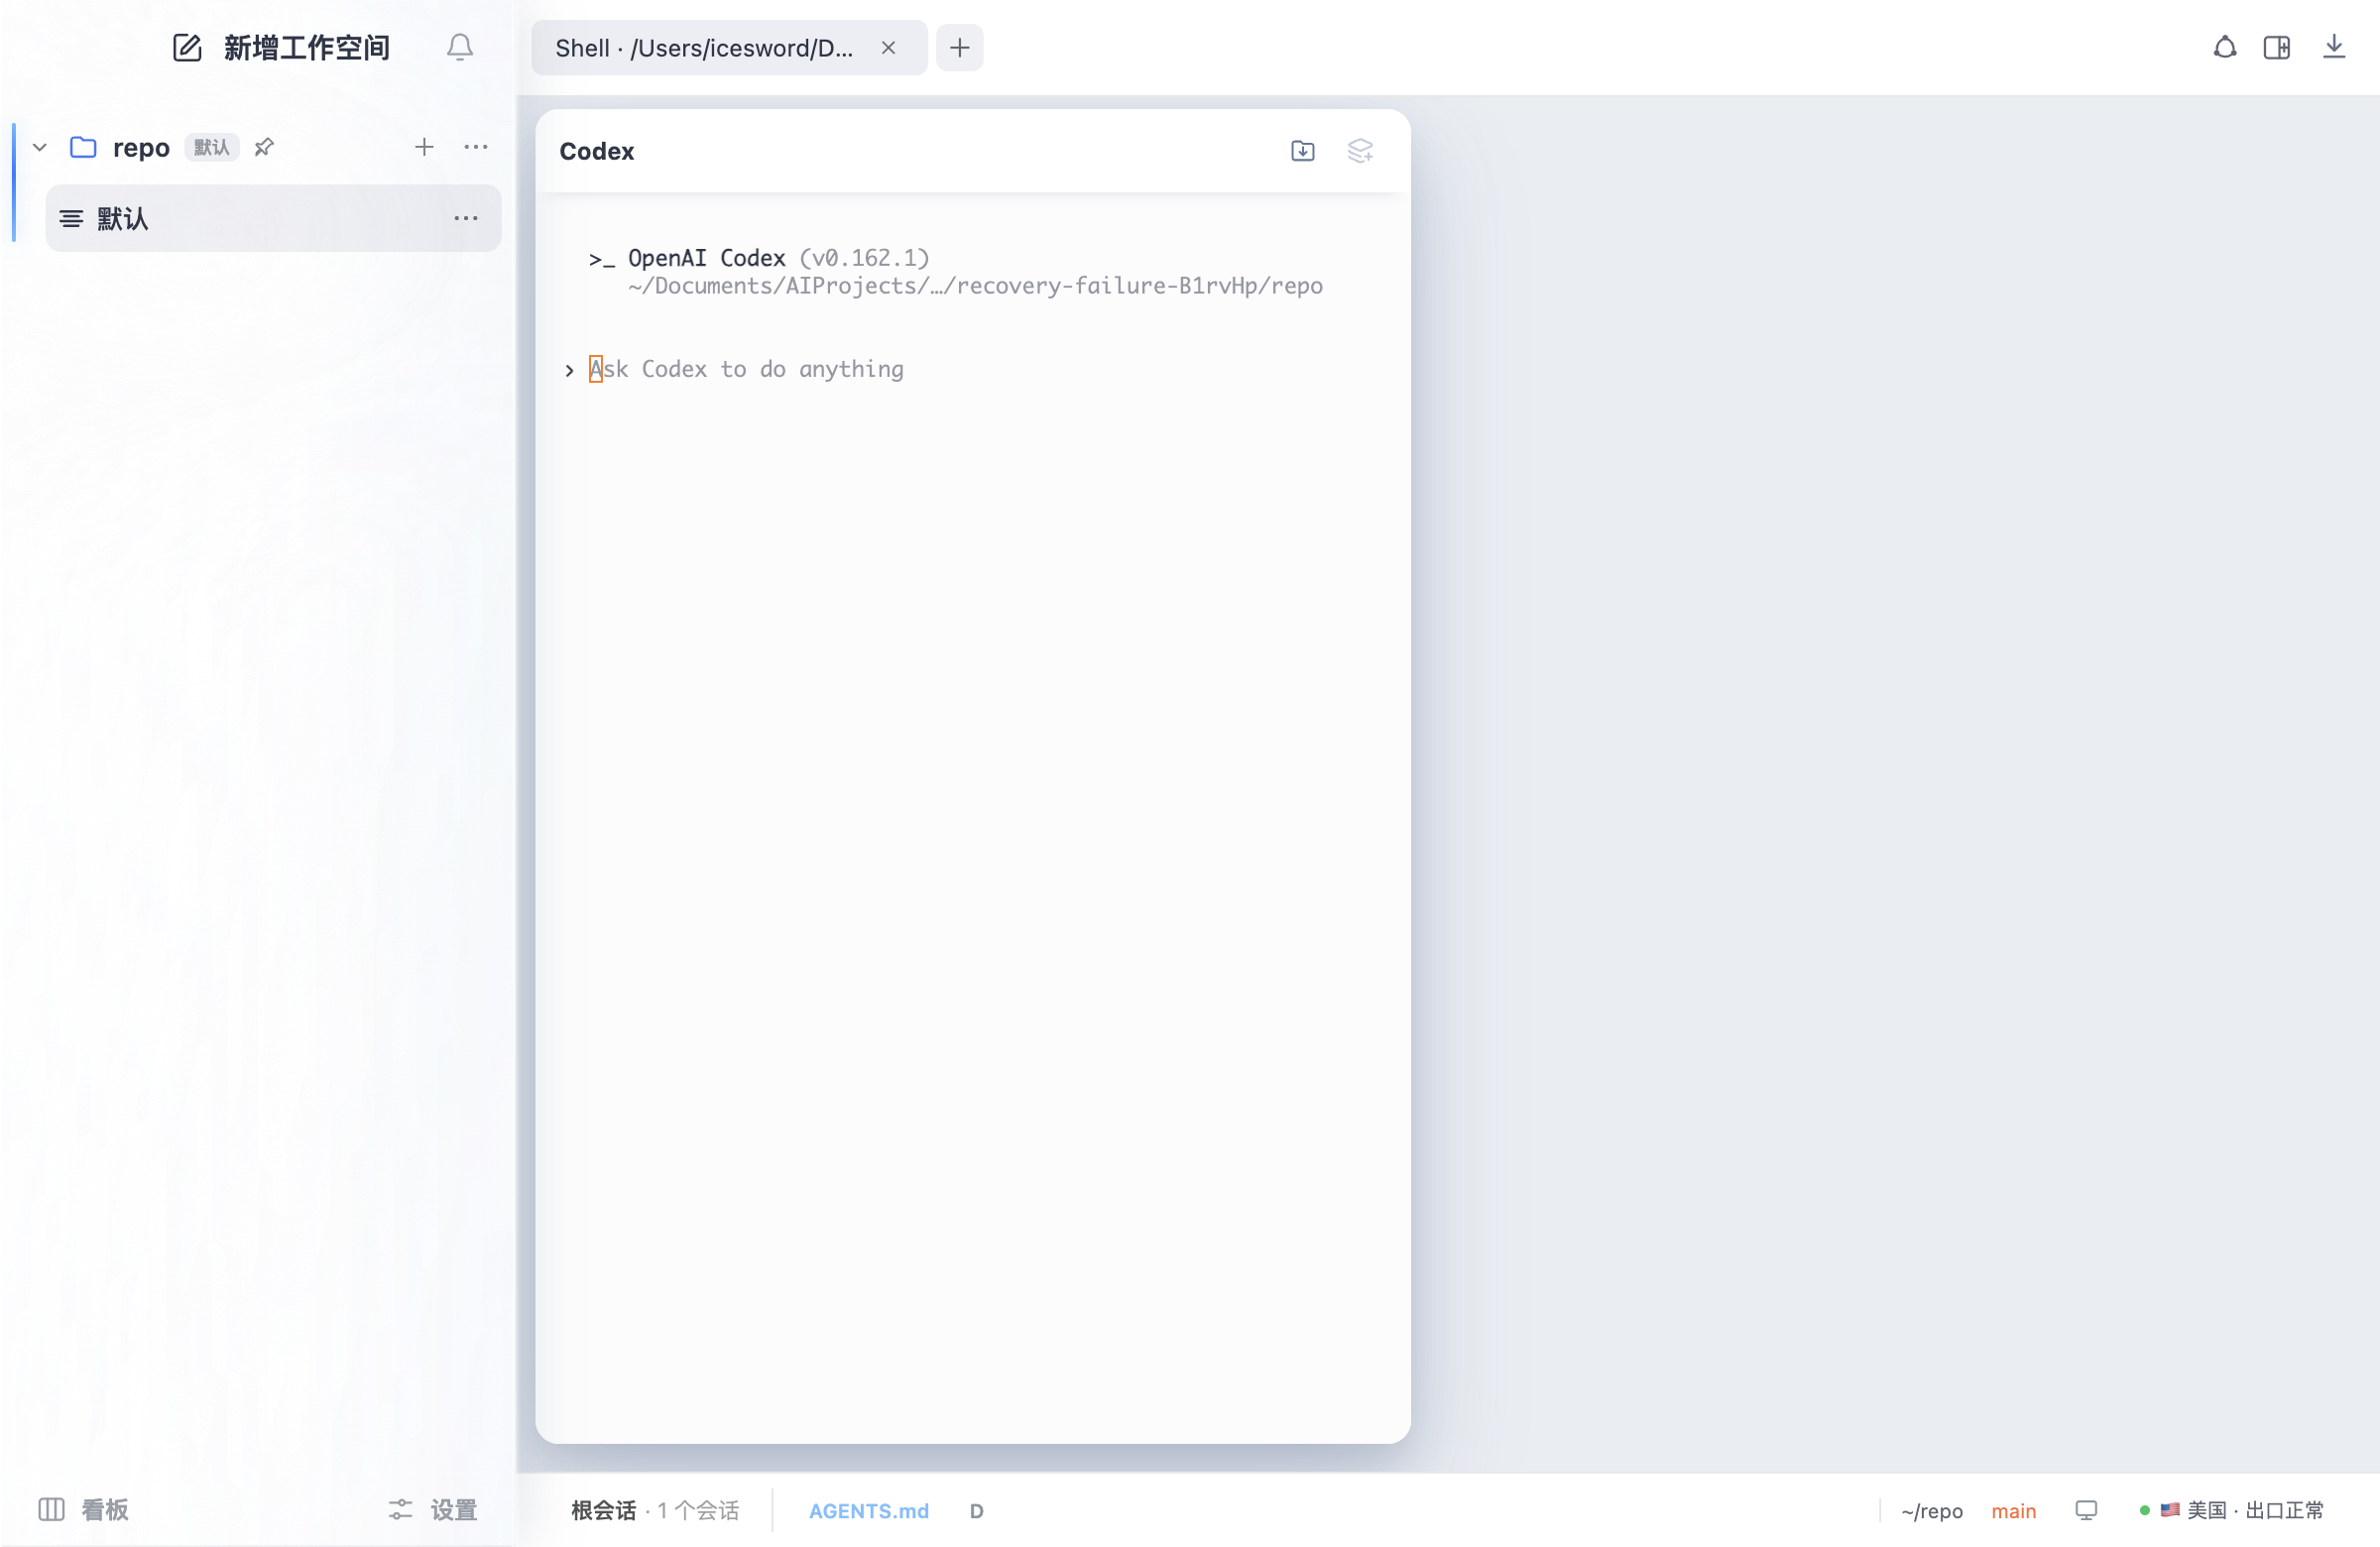 新增工作空间
Shell · /Users/icesword/D...
repo 默认
默认
Codex
>_ OpenAI Codex (v0.162.1)
~/Documents/AIProjects/…/recovery-failure-B1rvHp/repo
› Ask Codex to do anything
看板
设置
根会话 · 1 个会话
AGENTS.md
D
~/repo
main
美国 · 出口正常